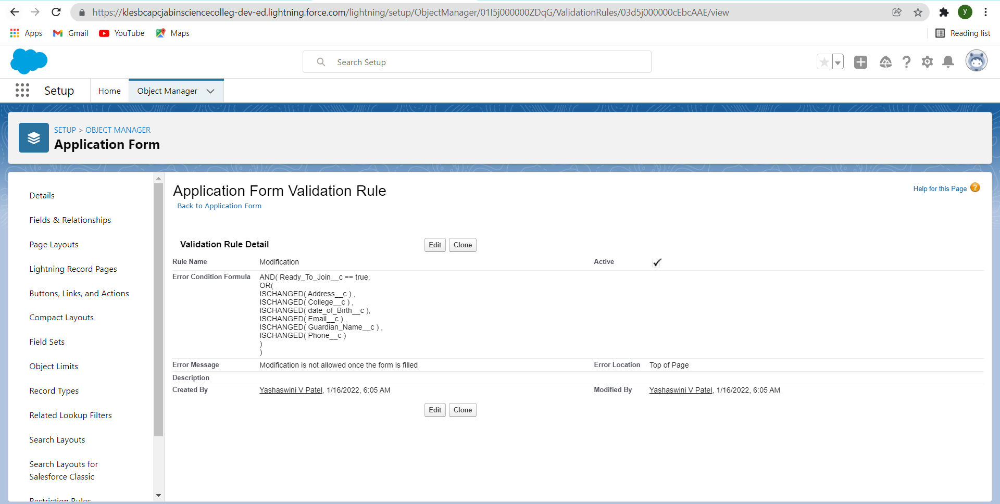 https://klesbcapcjabinsciencecolleg-dev-ed.lightning.force.com/lightning/setup/ObjectManager/01I5j000000ZDqG/ValidationRules/03d5j000000cEbcAAE/view
y
Apps Gmail YouTube Maps Reading list
Search Setup
Setup Home Object Manager
SETUP > OBJECT MANAGER
Application Form
Details
Fields & Relationships
Page Layouts
Lightning Record Pages
Buttons, Links, and Actions
Compact Layouts
Field Sets
Object Limits
Record Types
Related Lookup Filters
Search Layouts
Search Layouts for
Salesforce Classic
Restriction Rules
Application Form Validation Rule
Help for this Page ?
Back to Application Form
Validation Rule Detail Edit Clone
Rule Name Modification Active
Error Condition Formula AND( Ready_To_Join__c == true,
OR(
ISCHANGED( Address__c ) ,
ISCHANGED( College__c ) ,
ISCHANGED( date_of_Birth__c ),
ISCHANGED( Email__c ) ,
ISCHANGED( Guardian_Name__c ) ,
ISCHANGED( Phone__c )
)
)
Error Message Modification is not allowed once the form is filled Error Location Top of Page
Description
Created By Yashaswini V Patel, 1/16/2022, 6:05 AM Modified By Yashaswini V Patel, 1/16/2022, 6:05 AM
Edit Clone